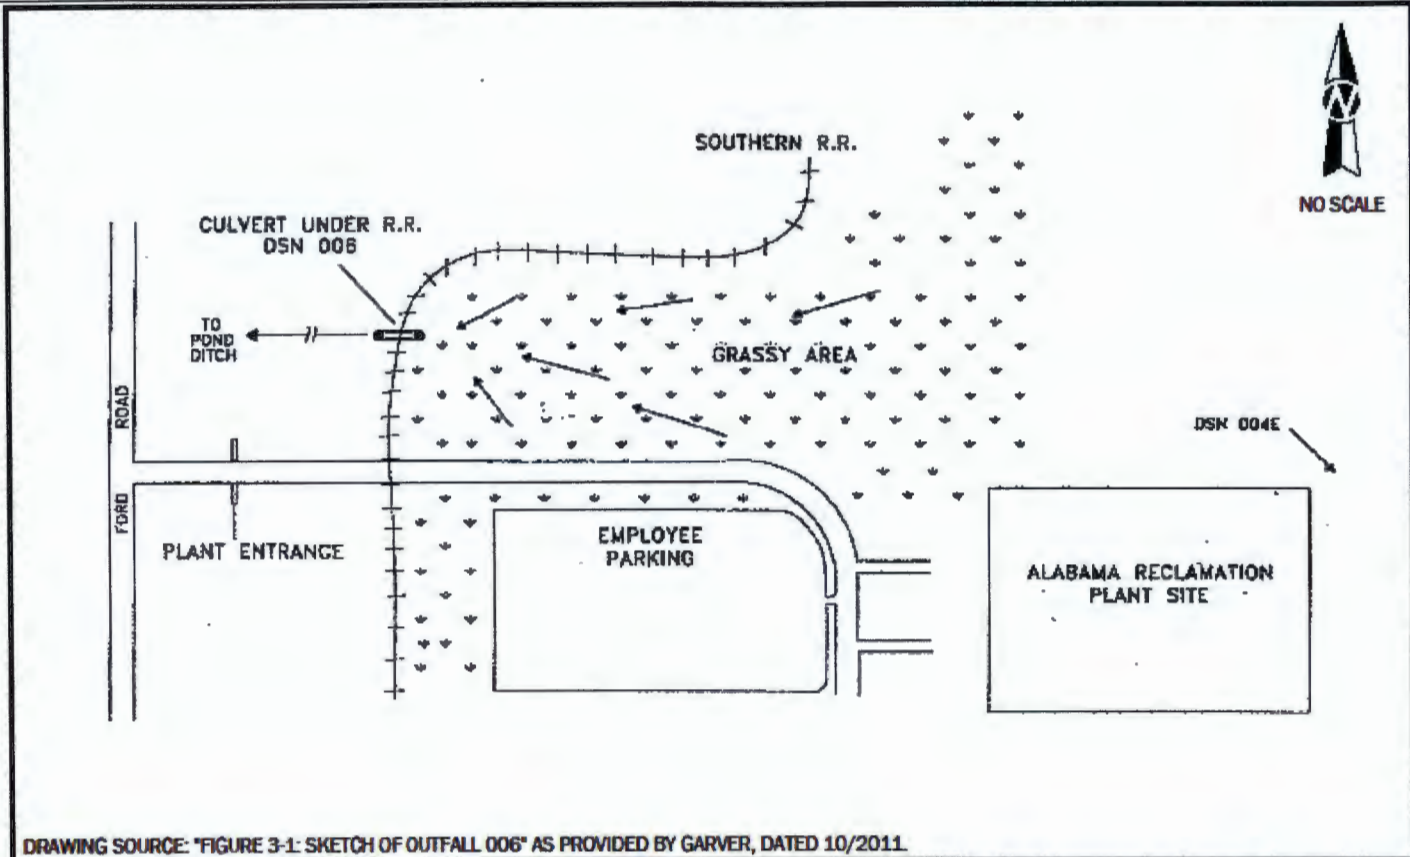 N
NO SCALE
SOUTHERN R.R.
CULVERT UNDER R.R.
DSN 006
TO
POND
DITCH
GRASSY AREA
ROAD
DSN 004E
FORD
PLANT ENTRANCE
EMPLOYEE
PARKING
ALABAMA RECLAMATION
PLANT SITE
DRAWING SOURCE: "FIGURE 3-1: SKETCH OF OUTFALL 006" AS PROVIDED BY GARVER, DATED 10/2011.